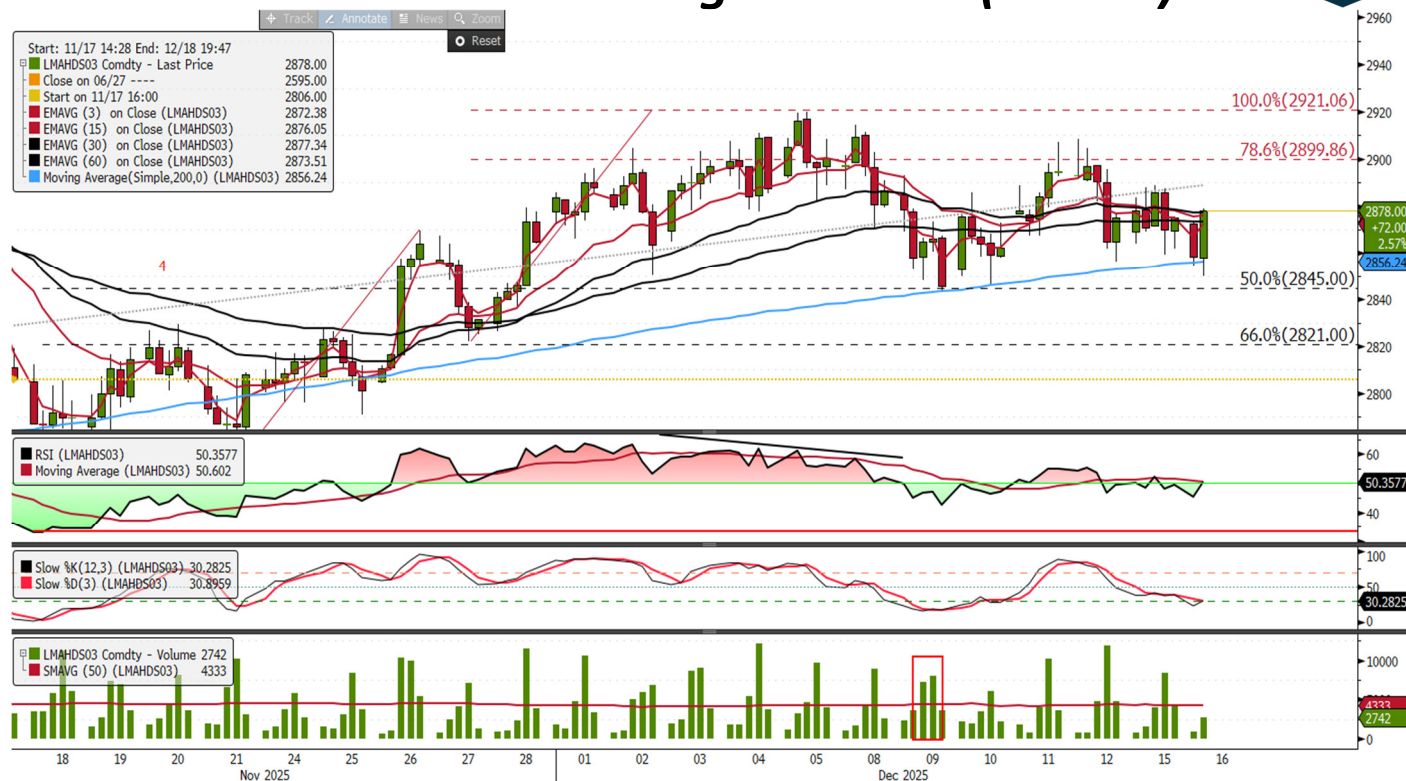 Track Annotate News Zoom
Reset
Start: 11/17 14:28 End: 12/18 19:47
LMAHDS03 Comdty - Last Price 2878.00
Close on 06/27 ---- 2595.00
Start on 11/17 16:00 2806.00
EMAVG (3) on Close (LMAHDS03) 2872.38
EMAVG (15) on Close (LMAHDS03) 2876.05
EMAVG (30) on Close (LMAHDS03) 2877.34
EMAVG (60) on Close (LMAHDS03) 2873.51
Moving Average(Simple,200,0) (LMAHDS03) 2856.24
4
100.0%(2921.06)
78.6%(2899.86)
50.0%(2845.00)
66.0%(2821.00)
2960
2940
2920
2900
2878.00
+72.00
2.57%
2856.24
2840
2820
2800
RSI (LMAHDS03) 50.3577
Moving Average (LMAHDS03) 50.602
60
50.3577
40
Slow %K(12,3) (LMAHDS03) 30.2825
Slow %D(3) (LMAHDS03) 30.8959
100
50
30.2825
0
LMAHDS03 Comdty - Volume 2742
SMAVG (50) (LMAHDS03) 4333
10000
4333
2742
0
18 19 20 21 24 25 26 27 28 01 02 03 04 05 08 09 10 11 12 15 16
Nov 2025 Dec 2025